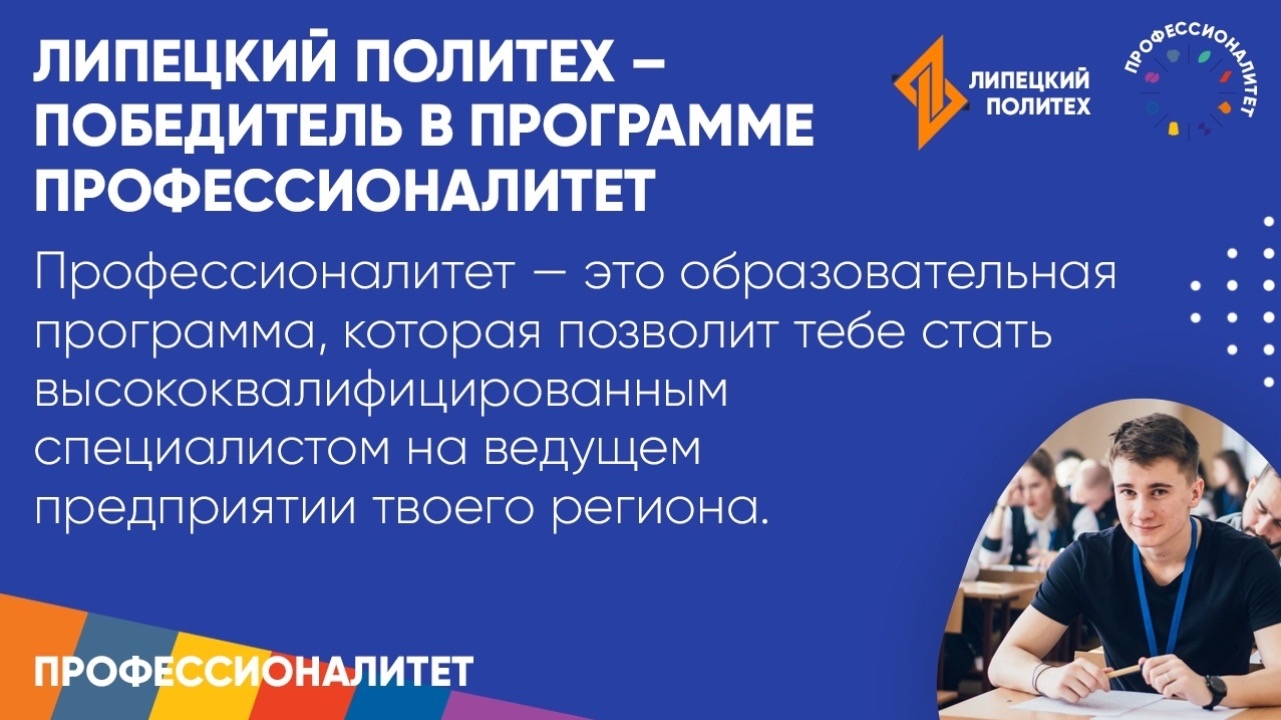 ЛИПЕЦКИЙ ПОЛИТЕХ –
ПОБЕДИТЕЛЬ В ПРОГРАММЕ
ПРОФЕССИОНАЛИТЕТ
ЛИПЕЦКИЙ
ПОЛИТЕХ
ПРОФЕССИОНАЛИТЕТ
Профессионалитет — это образовательная
программа, которая позволит тебе стать
высококвалифицированным
специалистом на ведущем
предприятии твоего региона.
ПРОФЕССИОНАЛИТЕТ